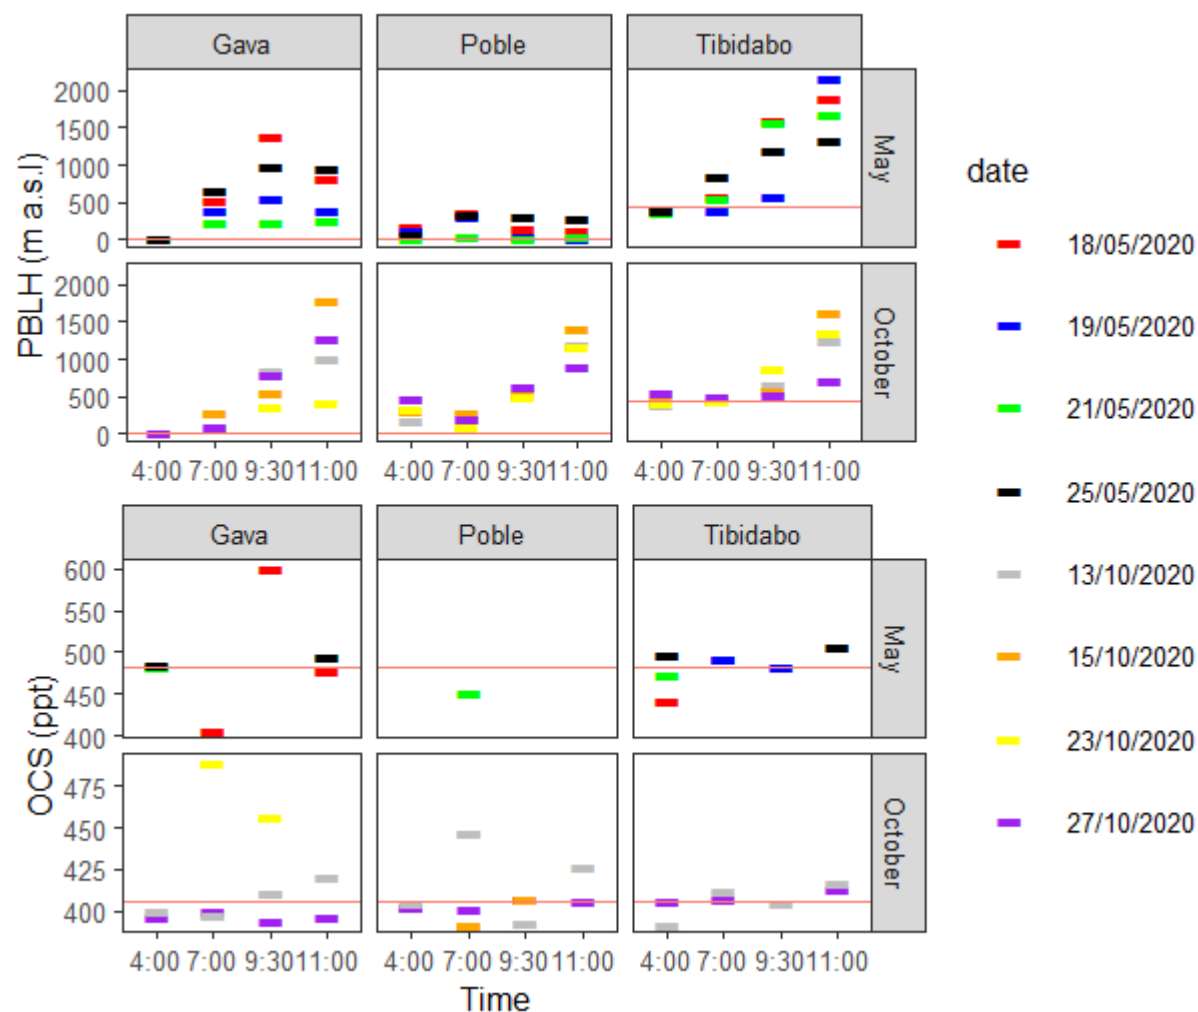 Gava Poble Tibidabo
2000
1500
1000
500
0
May
2000
1500
1000
500
0
October
PBLH (m a.s.l)
4:00 7:00 9:30 11:00 4:00 7:00 9:30 11:00 4:00 7:00 9:30 11:00
Gava Poble Tibidabo
600
550
500
450
400
May
475
450
425
400
October
OCS (ppt)
4:00 7:00 9:30 11:00 4:00 7:00 9:30 11:00 4:00 7:00 9:30 11:00
Time
date
18/05/2020
19/05/2020
21/05/2020
25/05/2020
13/10/2020
15/10/2020
23/10/2020
27/10/2020